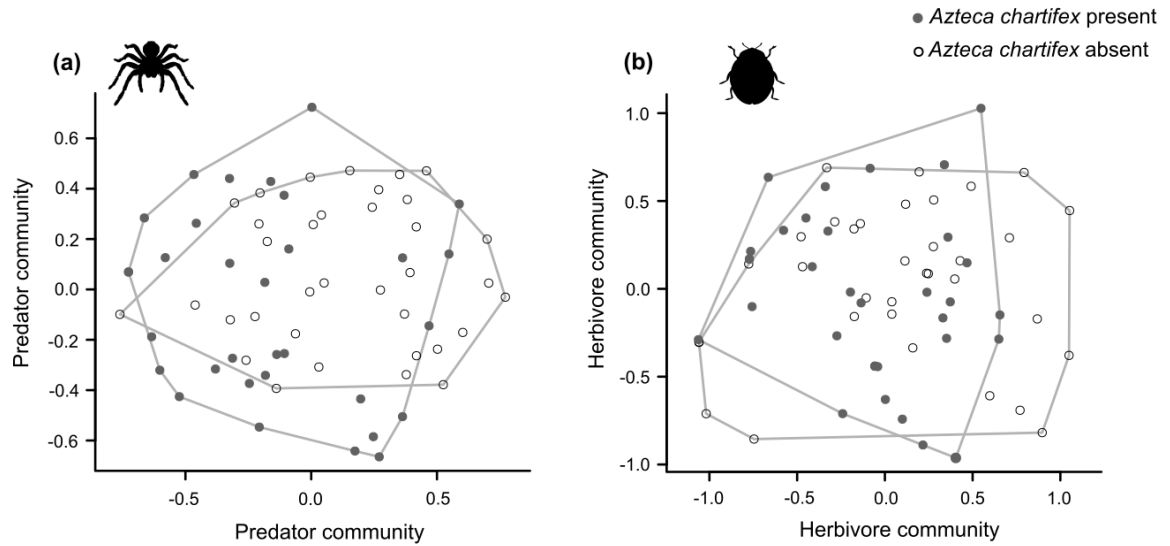 Azteca chartifex present
Azteca chartifex absent
(a)
(b)
0.6
0.4
0.2
0.0
-0.2
-0.4
-0.6
Predator community
-0.5
0.0
0.5
Predator community
1.0
0.5
0.0
-0.5
-1.0
Herbivore community
-1.0
-0.5
0.0
0.5
1.0
Herbivore community